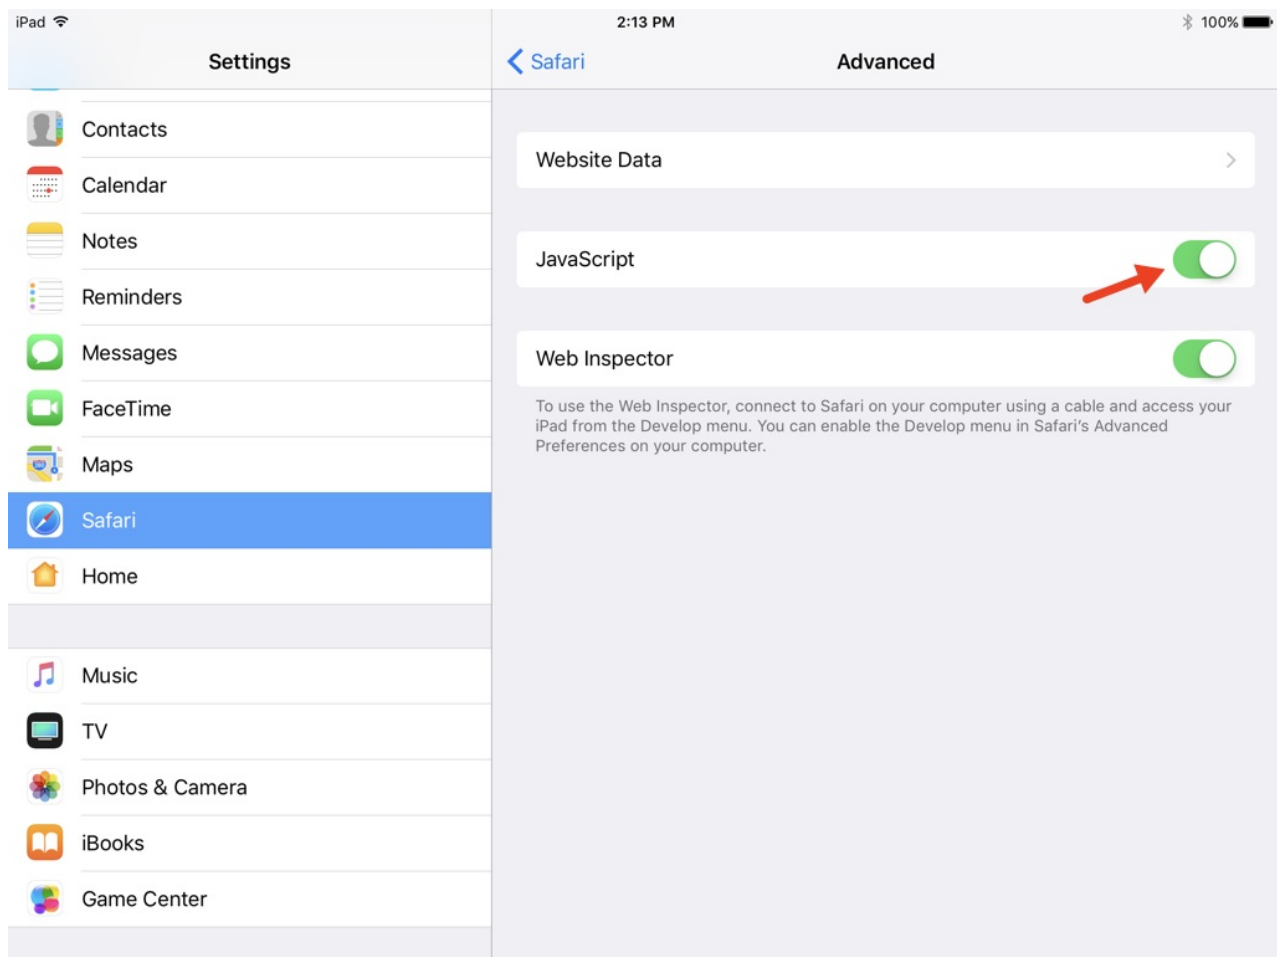 iPad
2:13 PM
100%
Settings
Safari
Advanced
Contacts
Calendar
Notes
Reminders
Messages
FaceTime
Maps
Safari
Home
Music
TV
Photos & Camera
iBooks
Game Center
Website Data
JavaScript
Web Inspector
To use the Web Inspector, connect to Safari on your computer using a cable and access your
iPad from the Develop menu. You can enable the Develop menu in Safari's Advanced
Preferences on your computer.